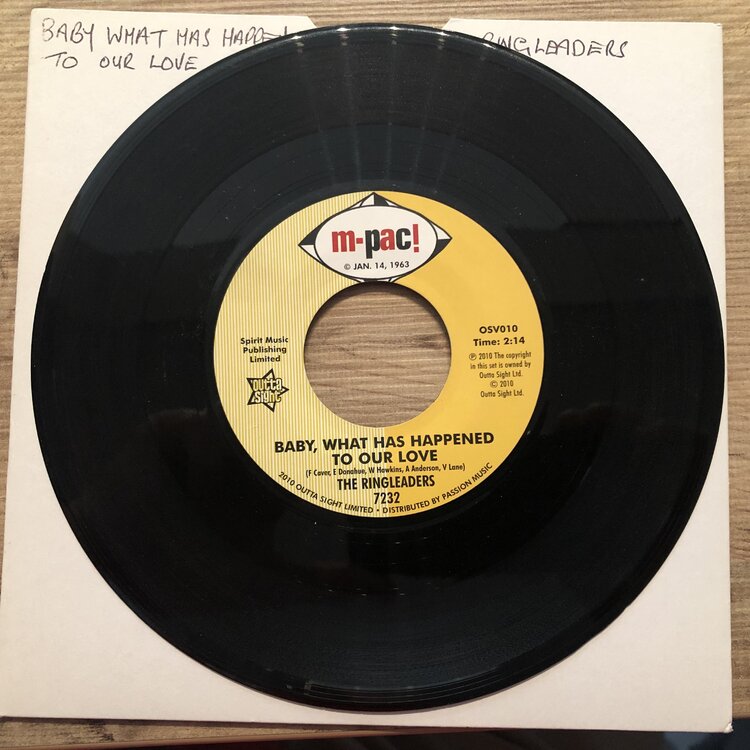 BABY WHAT HAS HAPPE
TO OUR LOVE
RINGLEADERS
m-pac!
© JAN. 14, 1963
Spirit Music
Publishing
Limited
outta
sight
OSV010
Time: 2:14
℗ 2010 The copyright
in this set is owned by
Outta Sight Ltd.
© 2010
Outta Sight Ltd.
BABY, WHAT HAS HAPPENED
TO OUR LOVE
(F Caver, E Donahue, W Hawkins, A Anderson, V Lane)
THE RINGLEADERS
7232
2010 OUTTA SIGHT LIMITED • DISTRIBUTED BY PASSION MUSIC